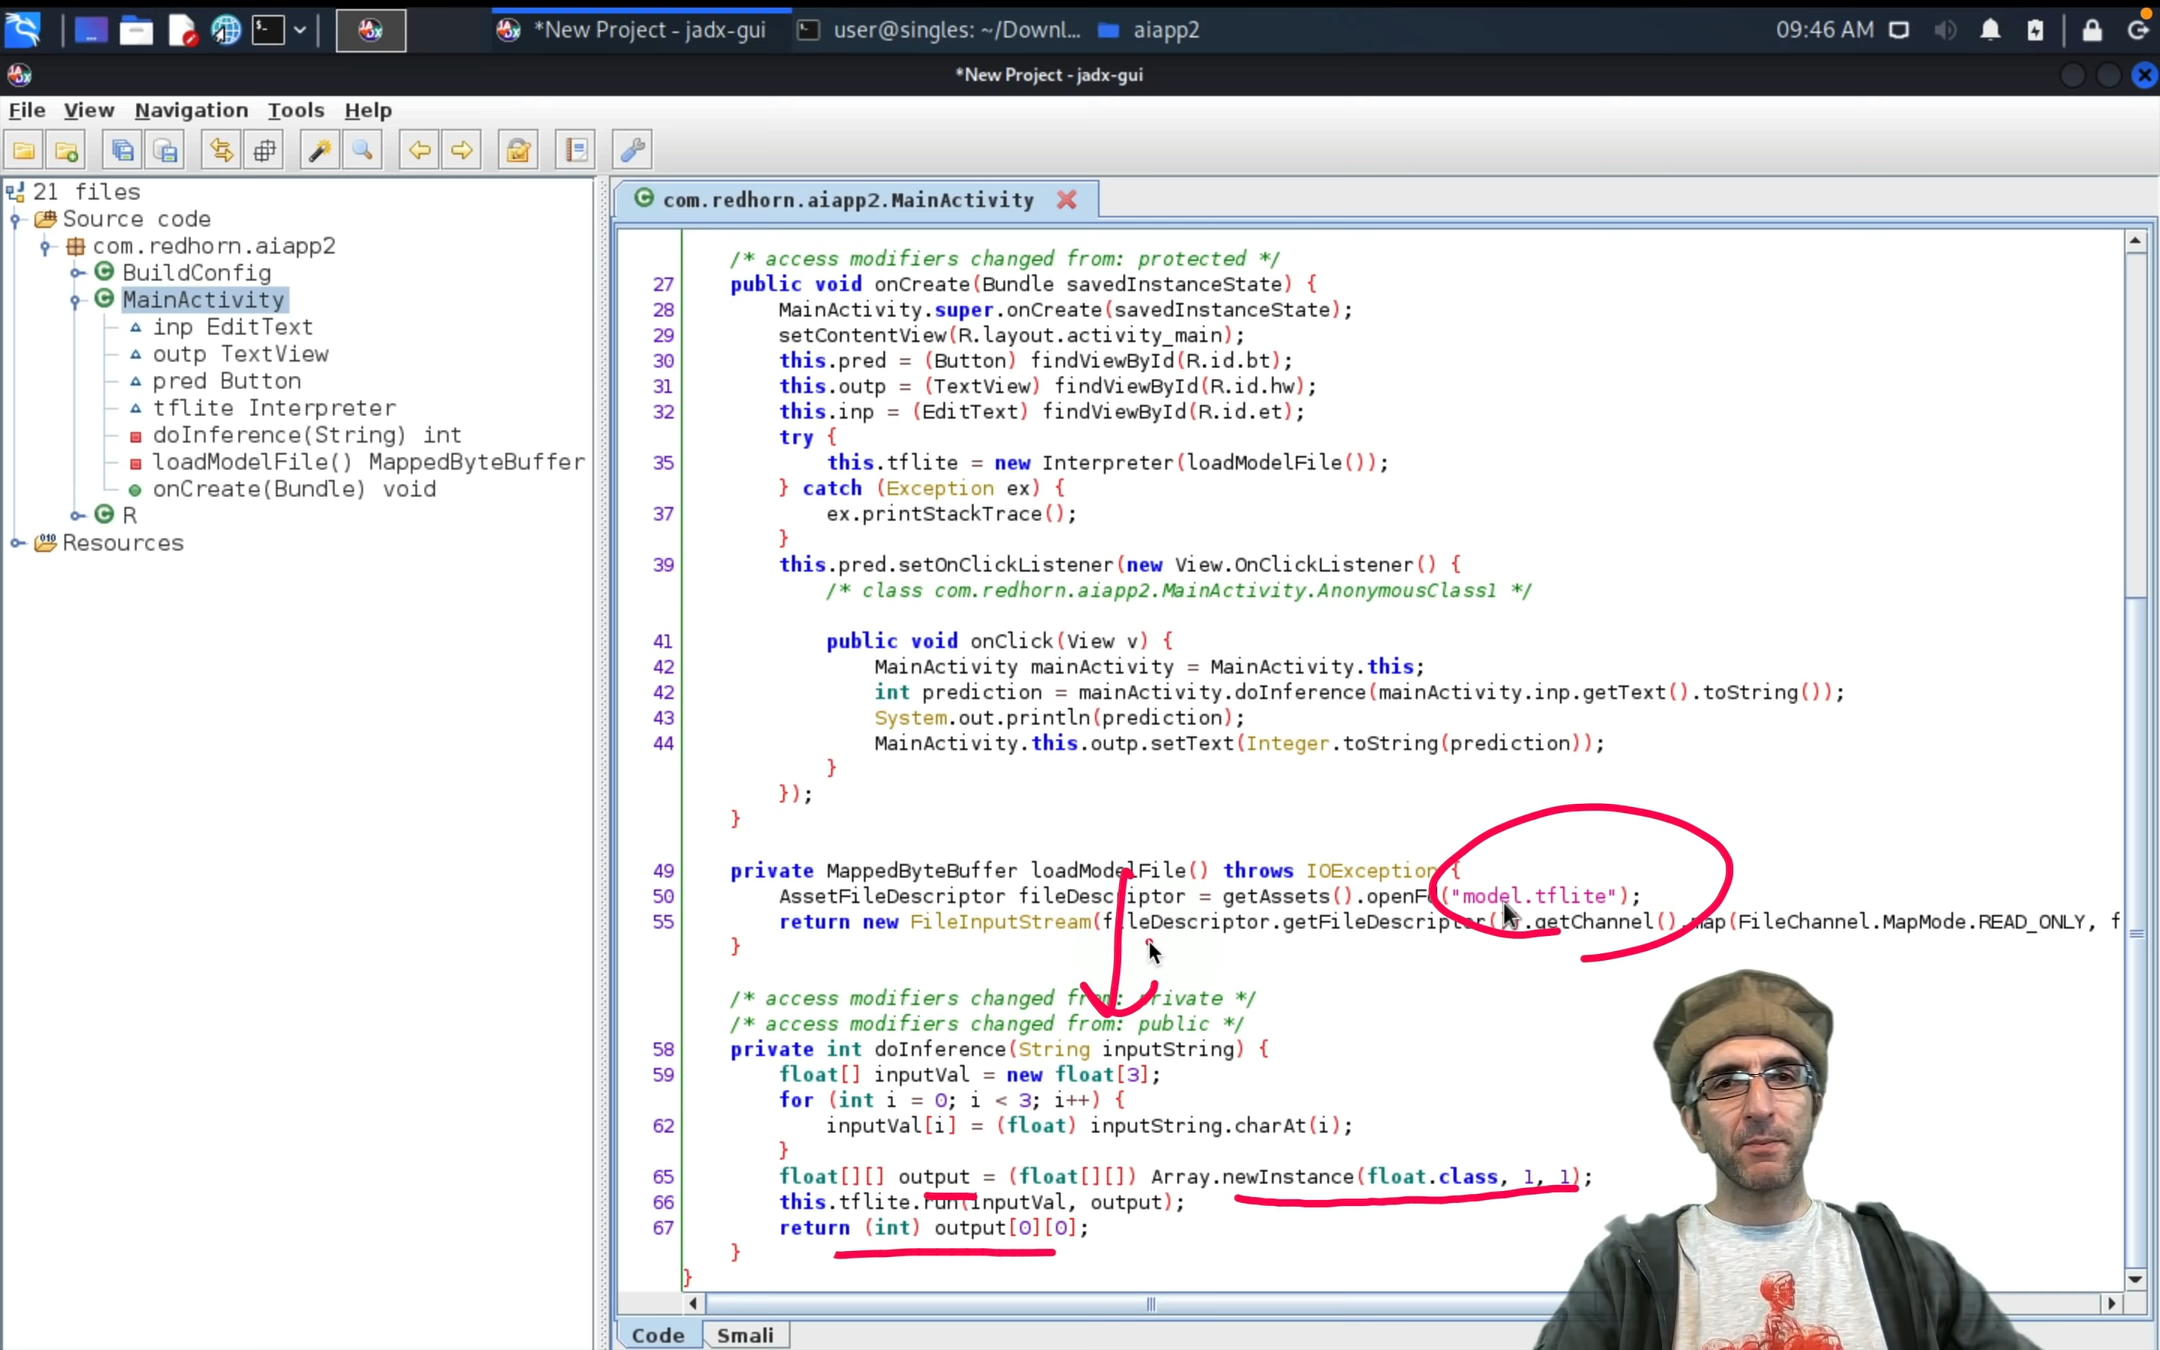 *New Project - jadx-gui
user@singles: ~/Downl...
aiapp2
09:46 AM
*New Project - jadx-gui
File View Navigation Tools Help
21 files
Source code
com.redhorn.aiapp2
BuildConfig
MainActivity
inp EditText
outp TextView
pred Button
tflite Interpreter
doInference(String) int
loadModelFile() MappedByteBuffer
onCreate(Bundle) void
R
Resources
com.redhorn.aiapp2.MainActivity
/* access modifiers changed from: protected */
27 public void onCreate(Bundle savedInstanceState) {
28 MainActivity.super.onCreate(savedInstanceState);
29 setContentView(R.layout.activity_main);
30 this.pred = (Button) findViewById(R.id.bt);
31 this.outp = (TextView) findViewById(R.id.hw);
32 this.inp = (EditText) findViewById(R.id.et);
try {
35 this.tflite = new Interpreter(loadModelFile());
} catch (Exception ex) {
37 ex.printStackTrace();
}
39 this.pred.setOnClickListener(new View.OnClickListener() {
/* class com.redhorn.aiapp2.MainActivity.AnonymousClass1 */
41 public void onClick(View v) {
42 MainActivity mainActivity = MainActivity.this;
42 int prediction = mainActivity.doInference(mainActivity.inp.getText().toString());
43 System.out.println(prediction);
44 MainActivity.this.outp.setText(Integer.toString(prediction));
}
});
}
49 private MappedByteBuffer loadModelFile() throws IOException {
50 AssetFileDescriptor fileDescriptor = getAssets().openFd("model.tflite");
55 return new FileInputStream(fileDescriptor.getFileDescriptor()).getChannel().map(FileChannel.MapMode.READ_ONLY, f
}
/* access modifiers changed from: private */
/* access modifiers changed from: public */
58 private int doInference(String inputString) {
59 float[] inputVal = new float[3];
for (int i = 0; i < 3; i++) {
62 inputVal[i] = (float) inputString.charAt(i);
}
65 float[][] output = (float[][]) Array.newInstance(float.class, 1, 1);
66 this.tflite.run(inputVal, output);
67 return (int) output[0][0];
}
}
Code Smali